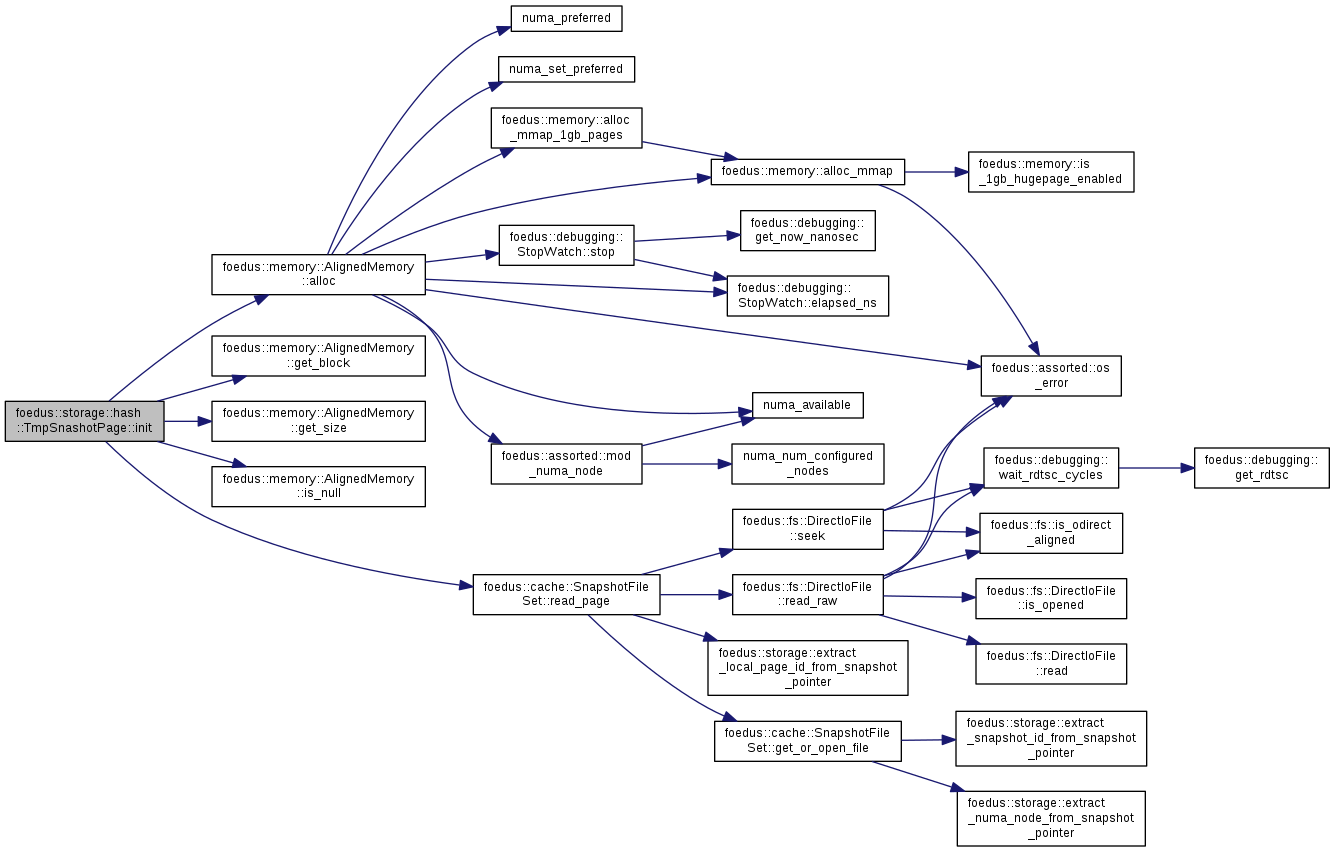 numa_preferred
numa_set_preferred
foedus::memory::alloc
_mmap_1gb_pages
foedus::memory::alloc_mmap
foedus::memory::is
_1gb_hugepage_enabled
foedus::debugging::
get_now_nanosec
foedus::debugging::
StopWatch::stop
foedus::memory::AlignedMemory
::alloc
foedus::debugging::
StopWatch::elapsed_ns
foedus::memory::AlignedMemory
::get_block
foedus::assorted::os
_error
foedus::storage::hash
::TmpSnashotPage::init
foedus::memory::AlignedMemory
::get_size
numa_available
foedus::memory::AlignedMemory
::is_null
foedus::assorted::mod
_numa_node
numa_num_configured
_nodes
foedus::debugging::
wait_rdtsc_cycles
foedus::debugging::
get_rdtsc
foedus::fs::DirectIoFile
::seek
foedus::fs::is_odirect
_aligned
foedus::cache::SnapshotFile
Set::read_page
foedus::fs::DirectIoFile
::read_raw
foedus::fs::DirectIoFile
::is_opened
foedus::storage::extract
_local_page_id_from_snapshot
_pointer
foedus::fs::DirectIoFile
::read
foedus::cache::SnapshotFile
Set::get_or_open_file
foedus::storage::extract
_snapshot_id_from_snapshot
_pointer
foedus::storage::extract
_numa_node_from_snapshot
_pointer